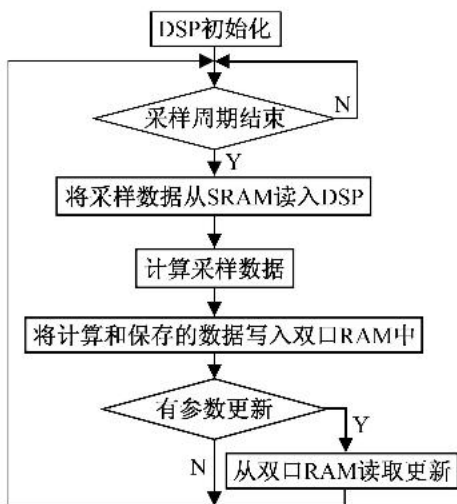 DSP初始化
N
采样周期结束
Y
将采样数据从SRAM读入DSP
计算采样数据
将计算和保存的数据写入双口RAM中
有参数更新
Y
N
从双口RAM读取更新